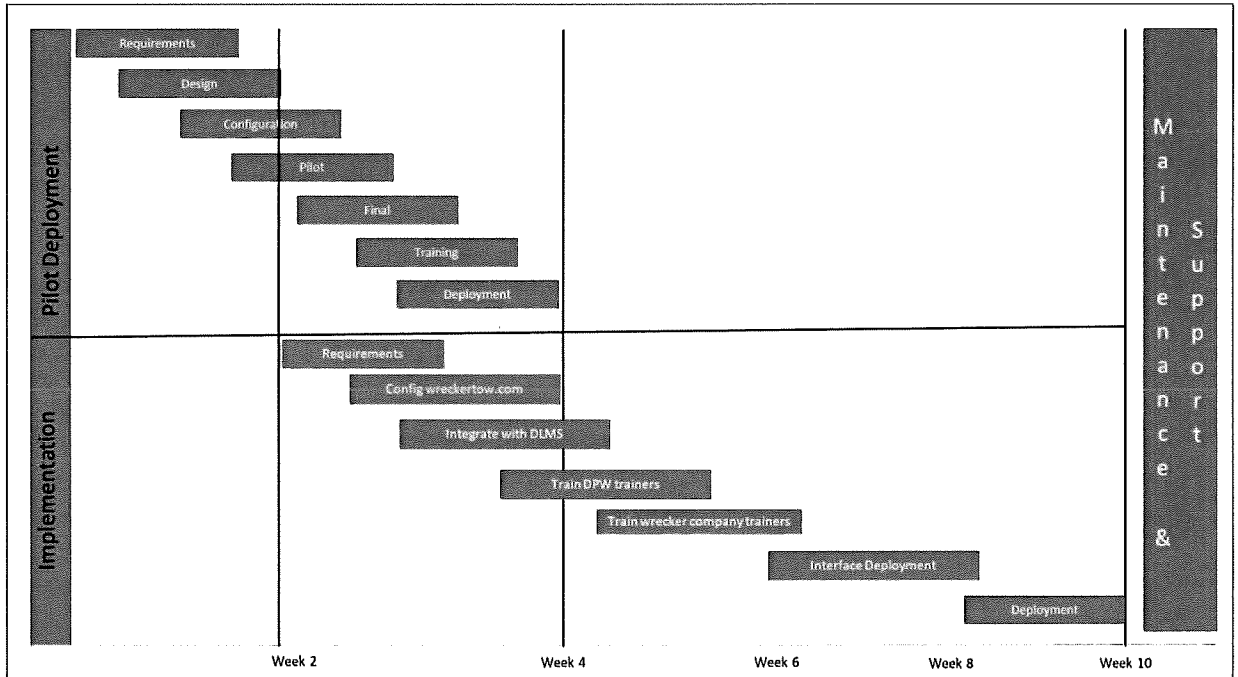 Pilot Deployment
Requirements
Design
Configuration
Pilot
Final
Training
Deployment
Implementation
Requirements
Config wreckertow.com
Integrate with DLMS
Train DPW trainers
Train wrecker company trainers
Interface Deployment
Deployment
Maintenance &
Support
Week 2
Week 4
Week 6
Week 8
Week 10